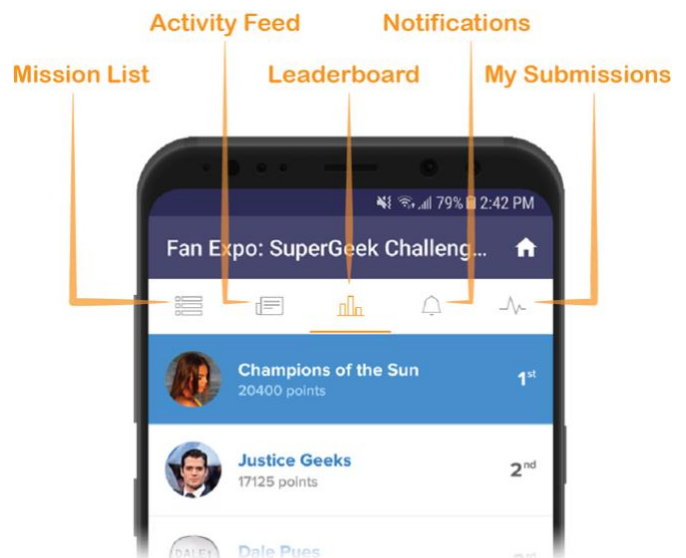 Activity Feed
Notifications
Mission List
Leaderboard
My Submissions
79% 2:42 PM
Fan Expo: SuperGeek Challeng...
Champions of the Sun
20400 points
1st
Justice Geeks
17125 points
2nd
DALE!
Dale Pues